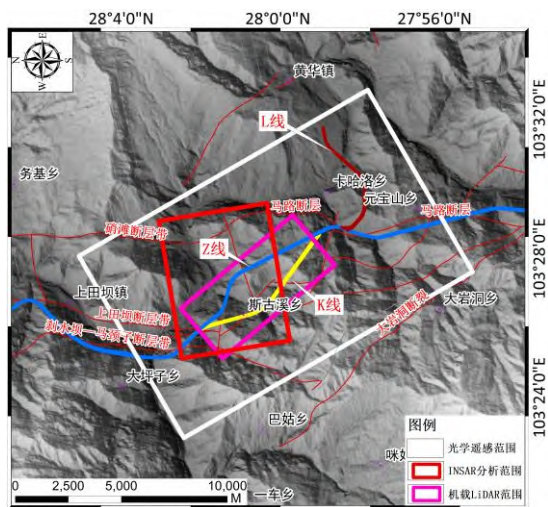 28°4'0"N
28°0'0"N
27°56'0"N
E
N
S
W
黄华镇
103°32'0"E
L线
务基乡
卡哈洛乡
元宝山乡
马路断层
马路断层
硝滩断层带
Z线
103°28'0"E
上田坝镇
斯古溪乡
K线
大岩洞乡
上田坝断层带
刹水坝—马颈子断层带
大岩洞断裂
大坪子乡
103°24'0"E
巴姑乡
咪姑
一车乡
图例
光学遥感范围
INSAR分析范围
机载LiDAR范围
0 2,500 5,000 10,000
M